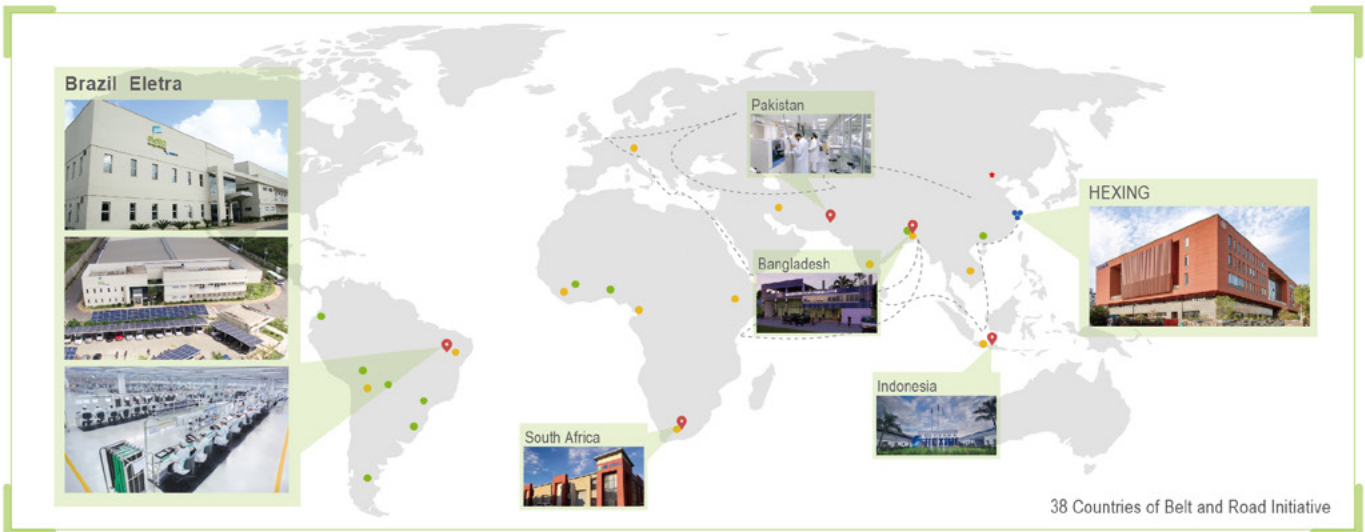 Brazil Eletra
Pakistan
HEXING
Bangladesh
Indonesia
South Africa
38 Countries of Belt and Road Initiative